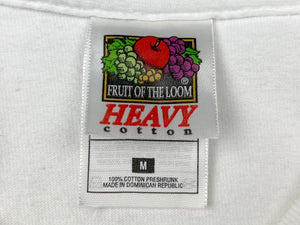 FRUIT OF THE LOOM®
HEAVY
cotton
M
100% COTTON PRESHRUNK
MADE IN DOMINICAN REPUBLIC